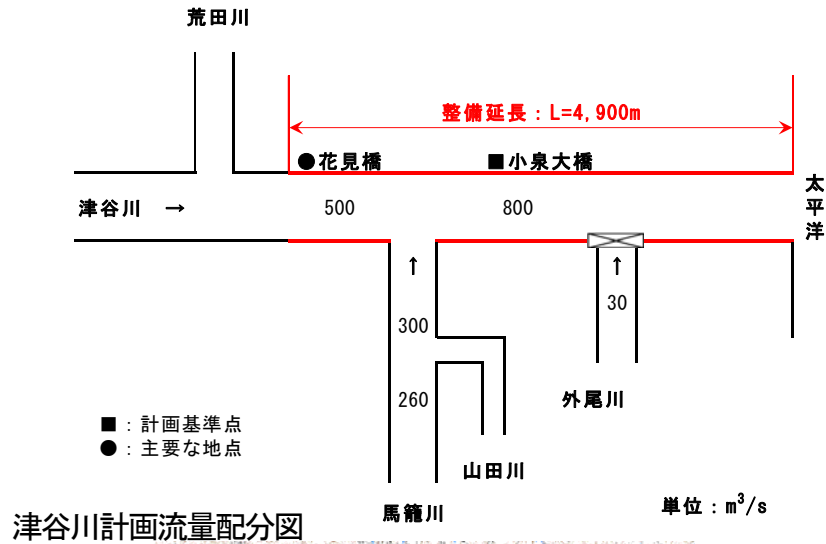 荒田川
整備延長：L=4,900m
●花見橋
■小泉大橋
太平洋
津谷川 →
500
800
↑
↑
30
300
260
外尾川
■：計画基準点
●：主要な地点
山田川
馬籠川
単位：m³/s
津谷川計画流量配分図